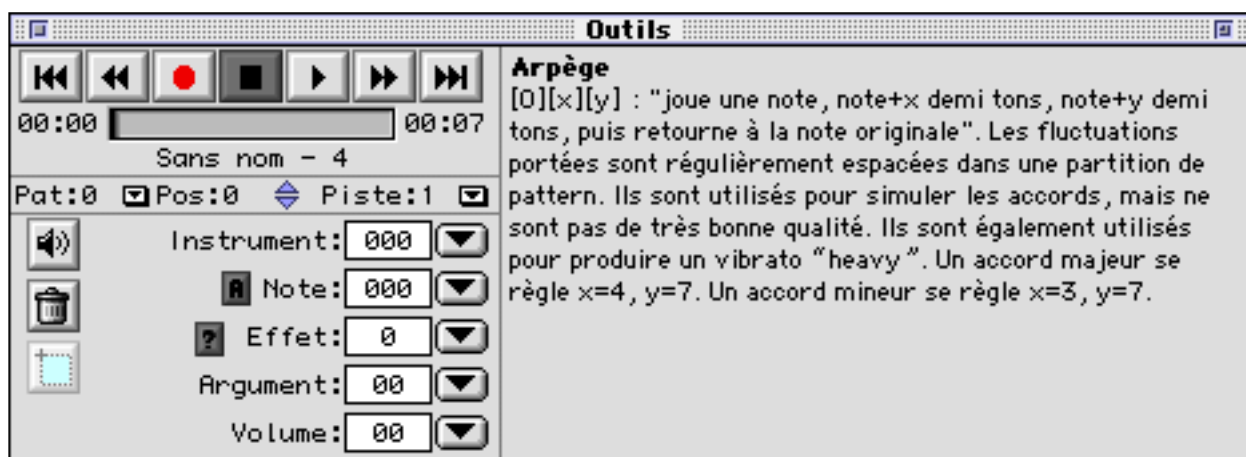 Outils
00:00 00:07
Sans nom - 4
Pat:0 Pos:0 Piste:1
Instrument: 000
A Note: 000
? Effet: 0
Argument: 00
Volume: 00
Arpège
[0][x][y] : "joue une note, note+x demi tons, note+y demi
tons, puis retourne à la note originale". Les fluctuations
portées sont régulièrement espacées dans une partition de
pattern. Ils sont utilisés pour simuler les accords, mais ne
sont pas de très bonne qualité. Ils sont également utilisés
pour produire un vibrato “heavy”. Un accord majeur se
règle x=4, y=7. Un accord mineur se règle x=3, y=7.